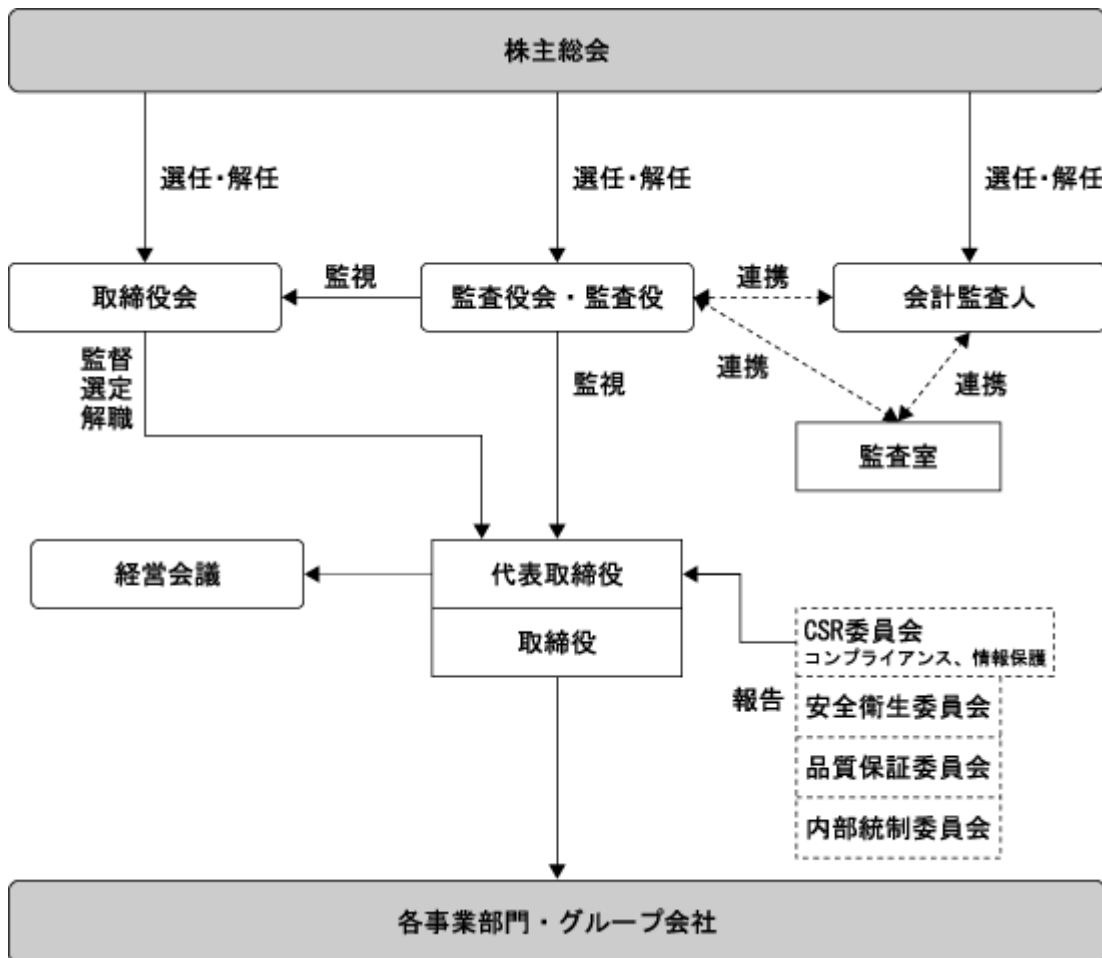 株主総会
選任・解任
選任・解任
選任・解任
取締役会
監視
監査役会・監査役
連携
会計監査人
監督
選定
解職
監視
連携
連携
監査室
経営会議
代表取締役
取締役
報告
CSR委員会
コンプライアンス、情報保護
安全衛生委員会
品質保証委員会
内部統制委員会
各事業部門・グループ会社